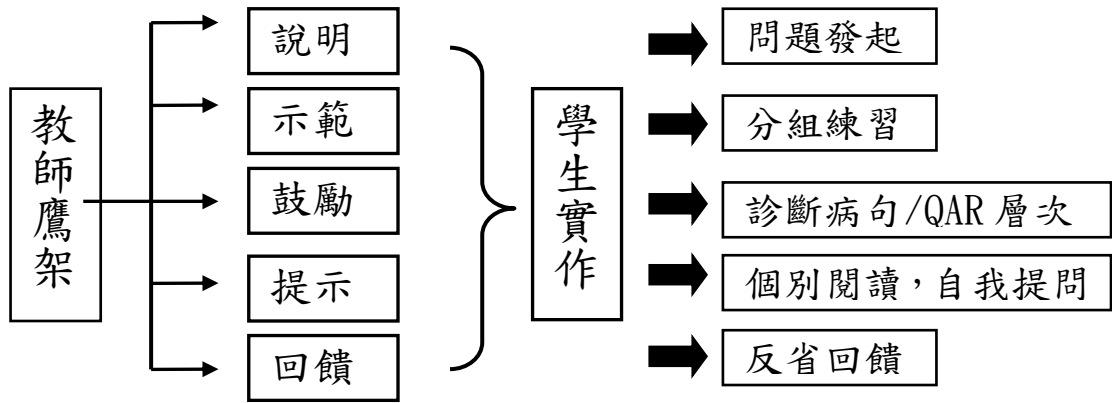 教師鷹架
說明
示範
鼓勵
提示
回饋
學生實作
問題發起
分組練習
診斷病句/QAR 層次
個別閱讀，自我提問
反省回饋